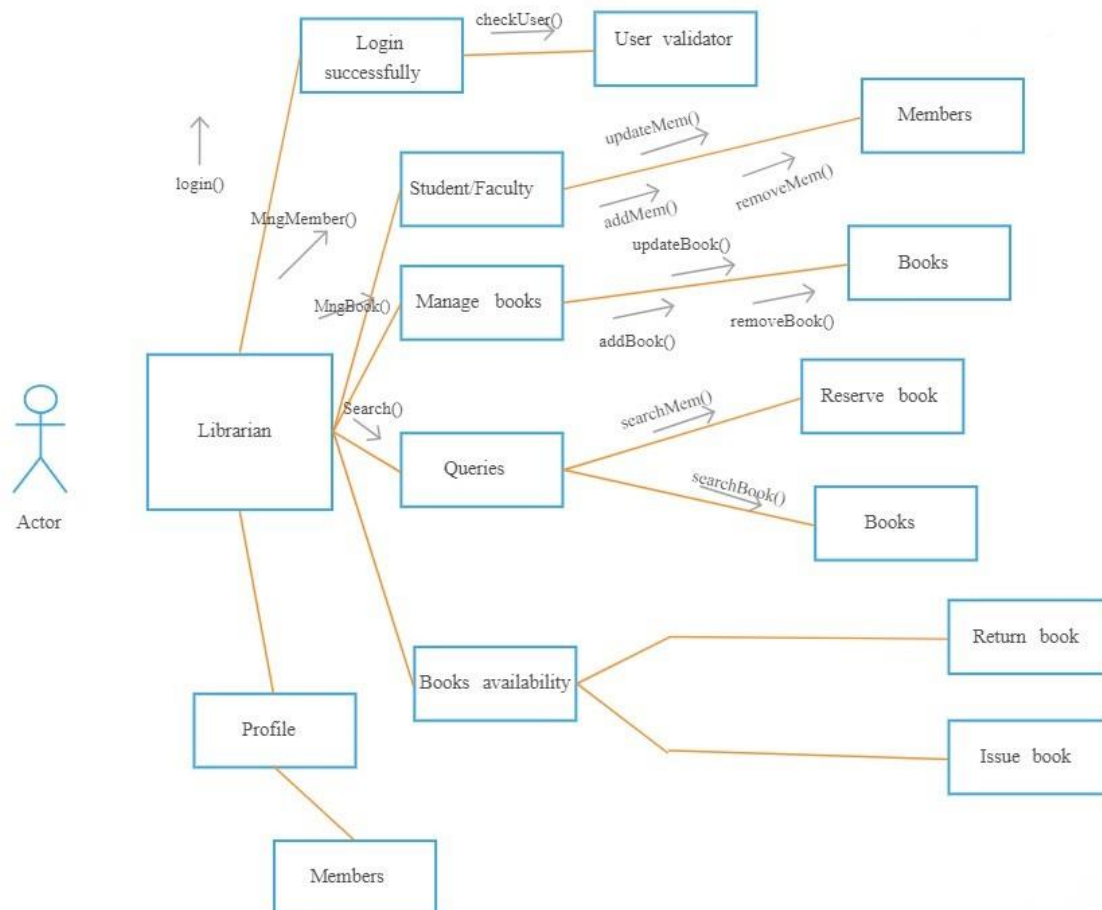 checkUser()
Login
successfully
User validator
login()
updateMem()
Members
Student/Faculty
addMem()
removeMem()
MngMember()
updateBook()
Books
MngBook()
Manage books
addBook()
removeBook()
Search()
searchMem()
Reserve book
Librarian
Queries
searchBook()
Books
Actor
Return book
Books availability
Profile
Issue book
Members